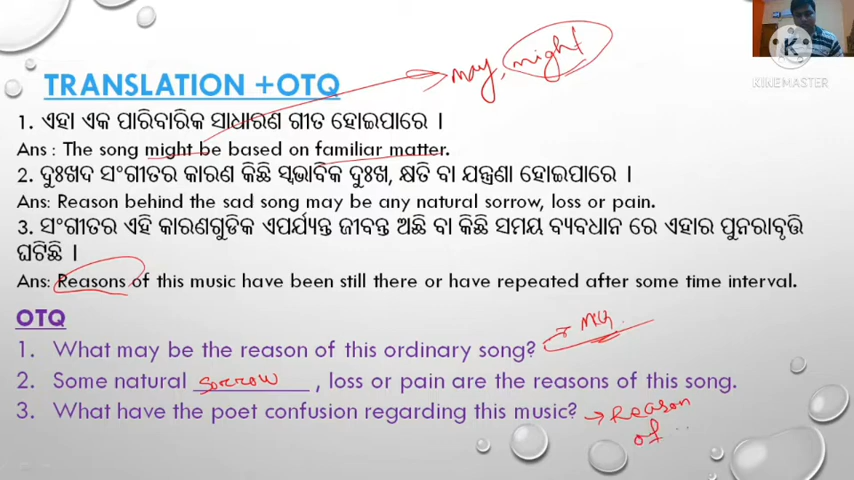 may, might
KINEMASTER
TRANSLATION +OTQ
1. ଏହା ଏକ ପାରିବାରିକ ସାଧାରଣ ଗୀତ ହୋଇପାରେ ।
Ans : The song might be based on familiar matter.
2. ଦୁଃଖଦ ସଂଗୀତର କାରଣ କିଛି ସ୍ୱଭାବିକ ଦୁଃଖ, କ୍ଷତି ବା ଯନ୍ତ୍ରଣା ହୋଇପାରେ ।
Ans: Reason behind the sad song may be any natural sorrow, loss or pain.
3. ସଂଗୀତର ଏହି କାରଣଗୁଡିକ ଏପର୍ଯ୍ୟନ୍ତ ଜୀବନ୍ତ ଅଛି ବା କିଛି ସମୟ ବ୍ୟବଧାନ ରେ ଏହାର ପୁନରାବୃତ୍ତି
ଘଟିଛି ।
Ans: Reasons of this music have been still there or have repeated after some time interval.
OTQ
1. What may be the reason of this ordinary song?
2. Some natural sorrow , loss or pain are the reasons of this song.
3. What have the poet confusion regarding this music? → Reason
of